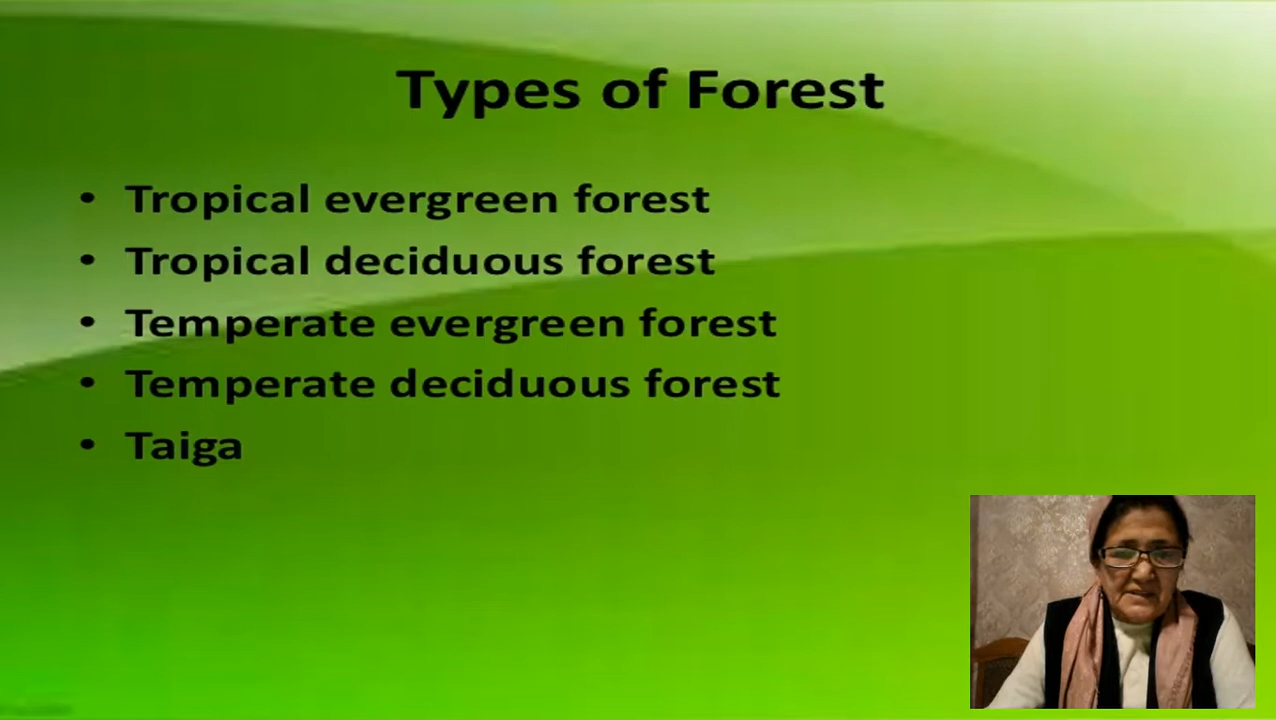 Types of Forest
• Tropical evergreen forest
• Tropical deciduous forest
• Temperate evergreen forest
• Temperate deciduous forest
• Taiga